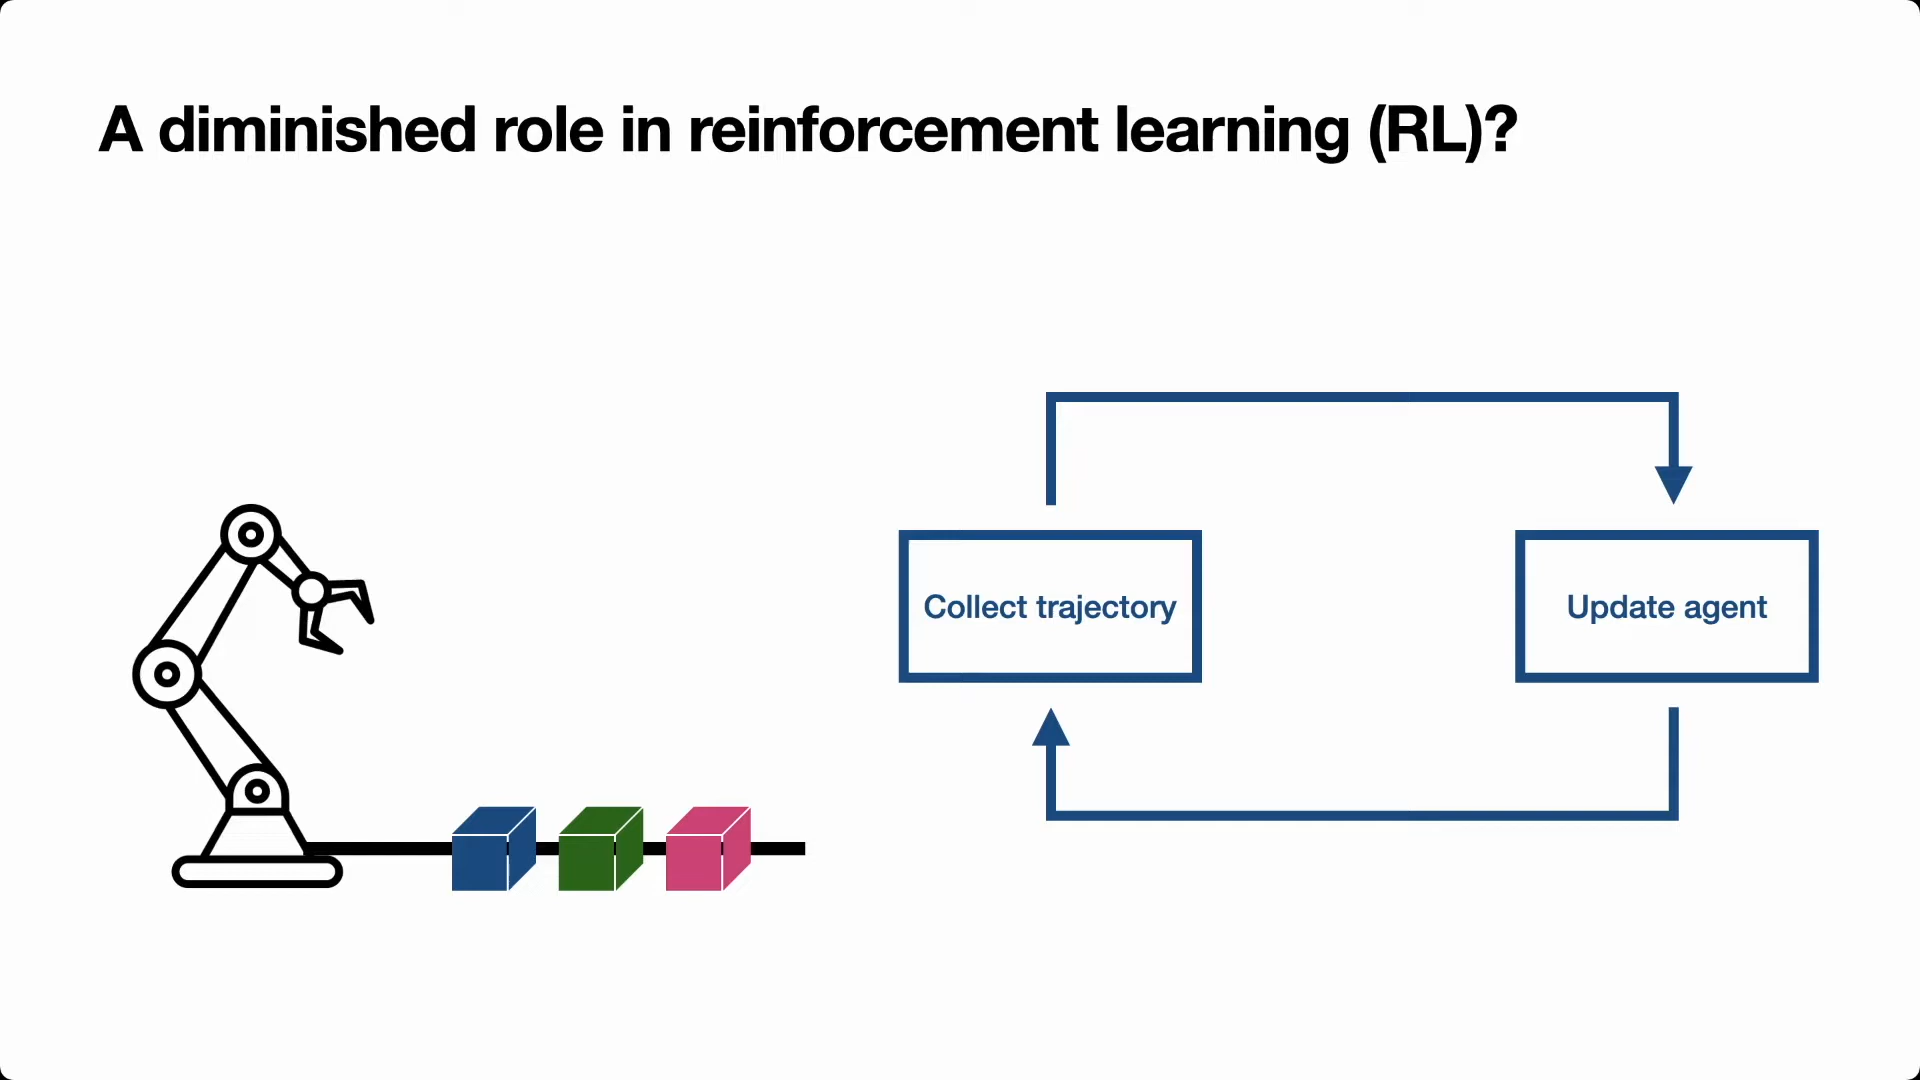 A diminished role in reinforcement learning (RL)?
Collect trajectory
Update agent